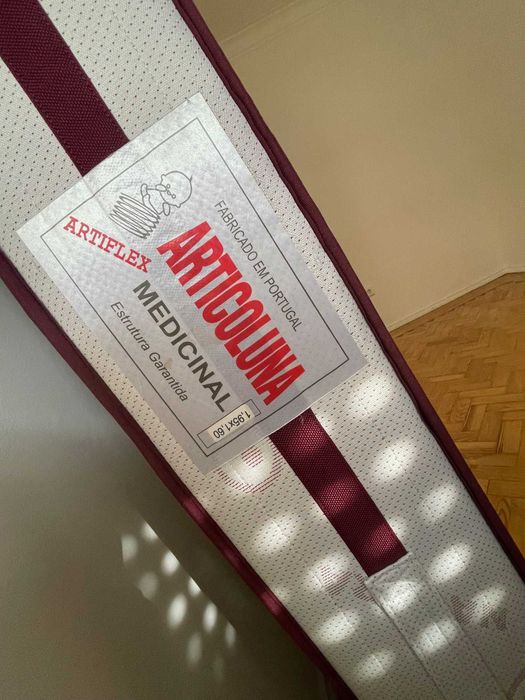 ARTIFLEX
FABRICADO EM PORTUGAL
ARTICOLUNA
MEDICINAL
Estrutura Garantida
1,95x1,60